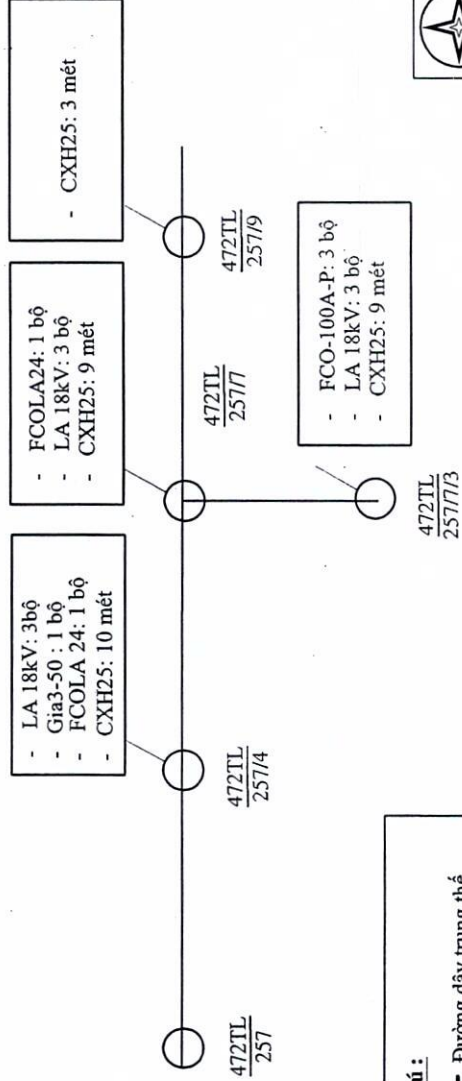 - LA 18kV: 3bộ
- Gia3-50 : 1 bộ
- FCOLA 24: 1 bộ
- CXH25: 10 mét
- FCOLA24: 1 bộ
- LA 18kV: 3 bộ
- CXH25: 9 mét
- CXH25: 3 mét
472TL
257
472TL
257/4
472TL
257/7
472TL
257/9
- FCO-100A-P: 3 bộ
- LA 18kV: 3 bộ
- CXH25: 9 mét
472TL
257/7/3
ú :
- Đường dây trung thế